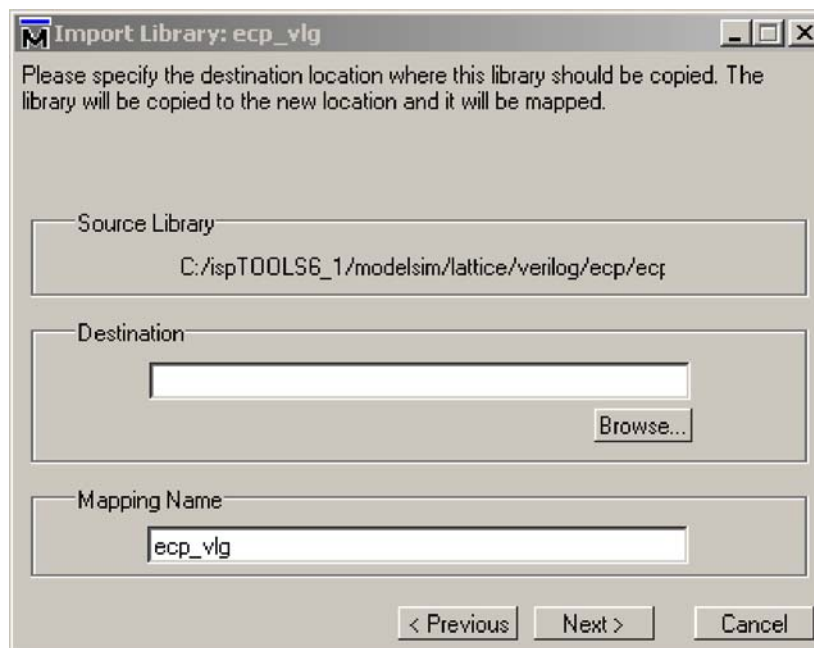 Import Library: ecp_vlg
Please specify the destination location where this library should be copied. The
library will be copied to the new location and it will be mapped.
Source Library
C:/ispTOOLS6_1/modelsim/lattice/verilog/ecp/ecp
Destination
Browse...
Mapping Name
ecp_vlg
< Previous Next > Cancel